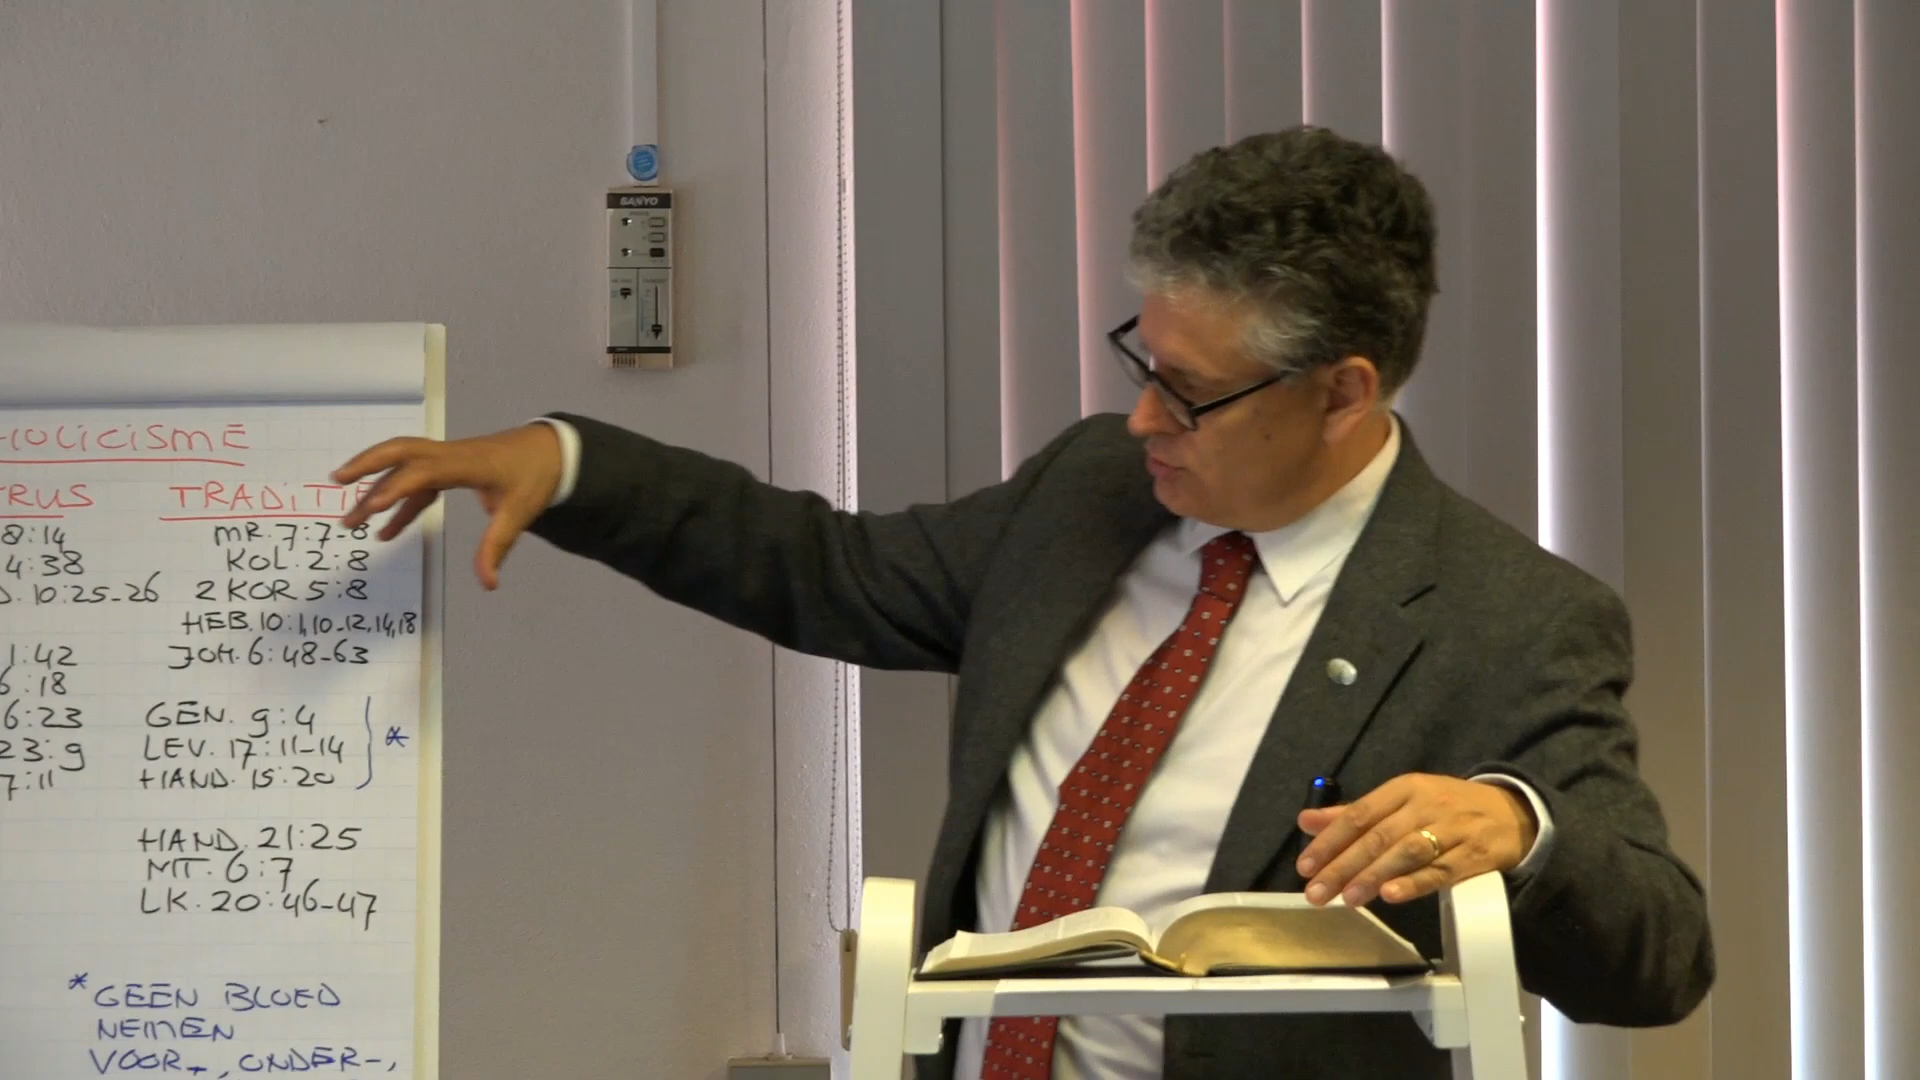 SANYO
HOLICISME
TRUS TRADITIE
8:14 MR. 7:7-8
4:38 KOL. 2:8
D. 10:25-26 2 KOR 5:8
HEB. 10:1,10-12,14,18
1:42 JOH. 6:48-63
6:18
6:23 GEN. 9:4
23:9 LEV. 17:11-14 *
7:11 HAND. 15:20
HAND. 21:25
MT. 6:7
LK. 20:46-47
* GEEN BLOED
NEMEN
VOOR-, ONDER-,